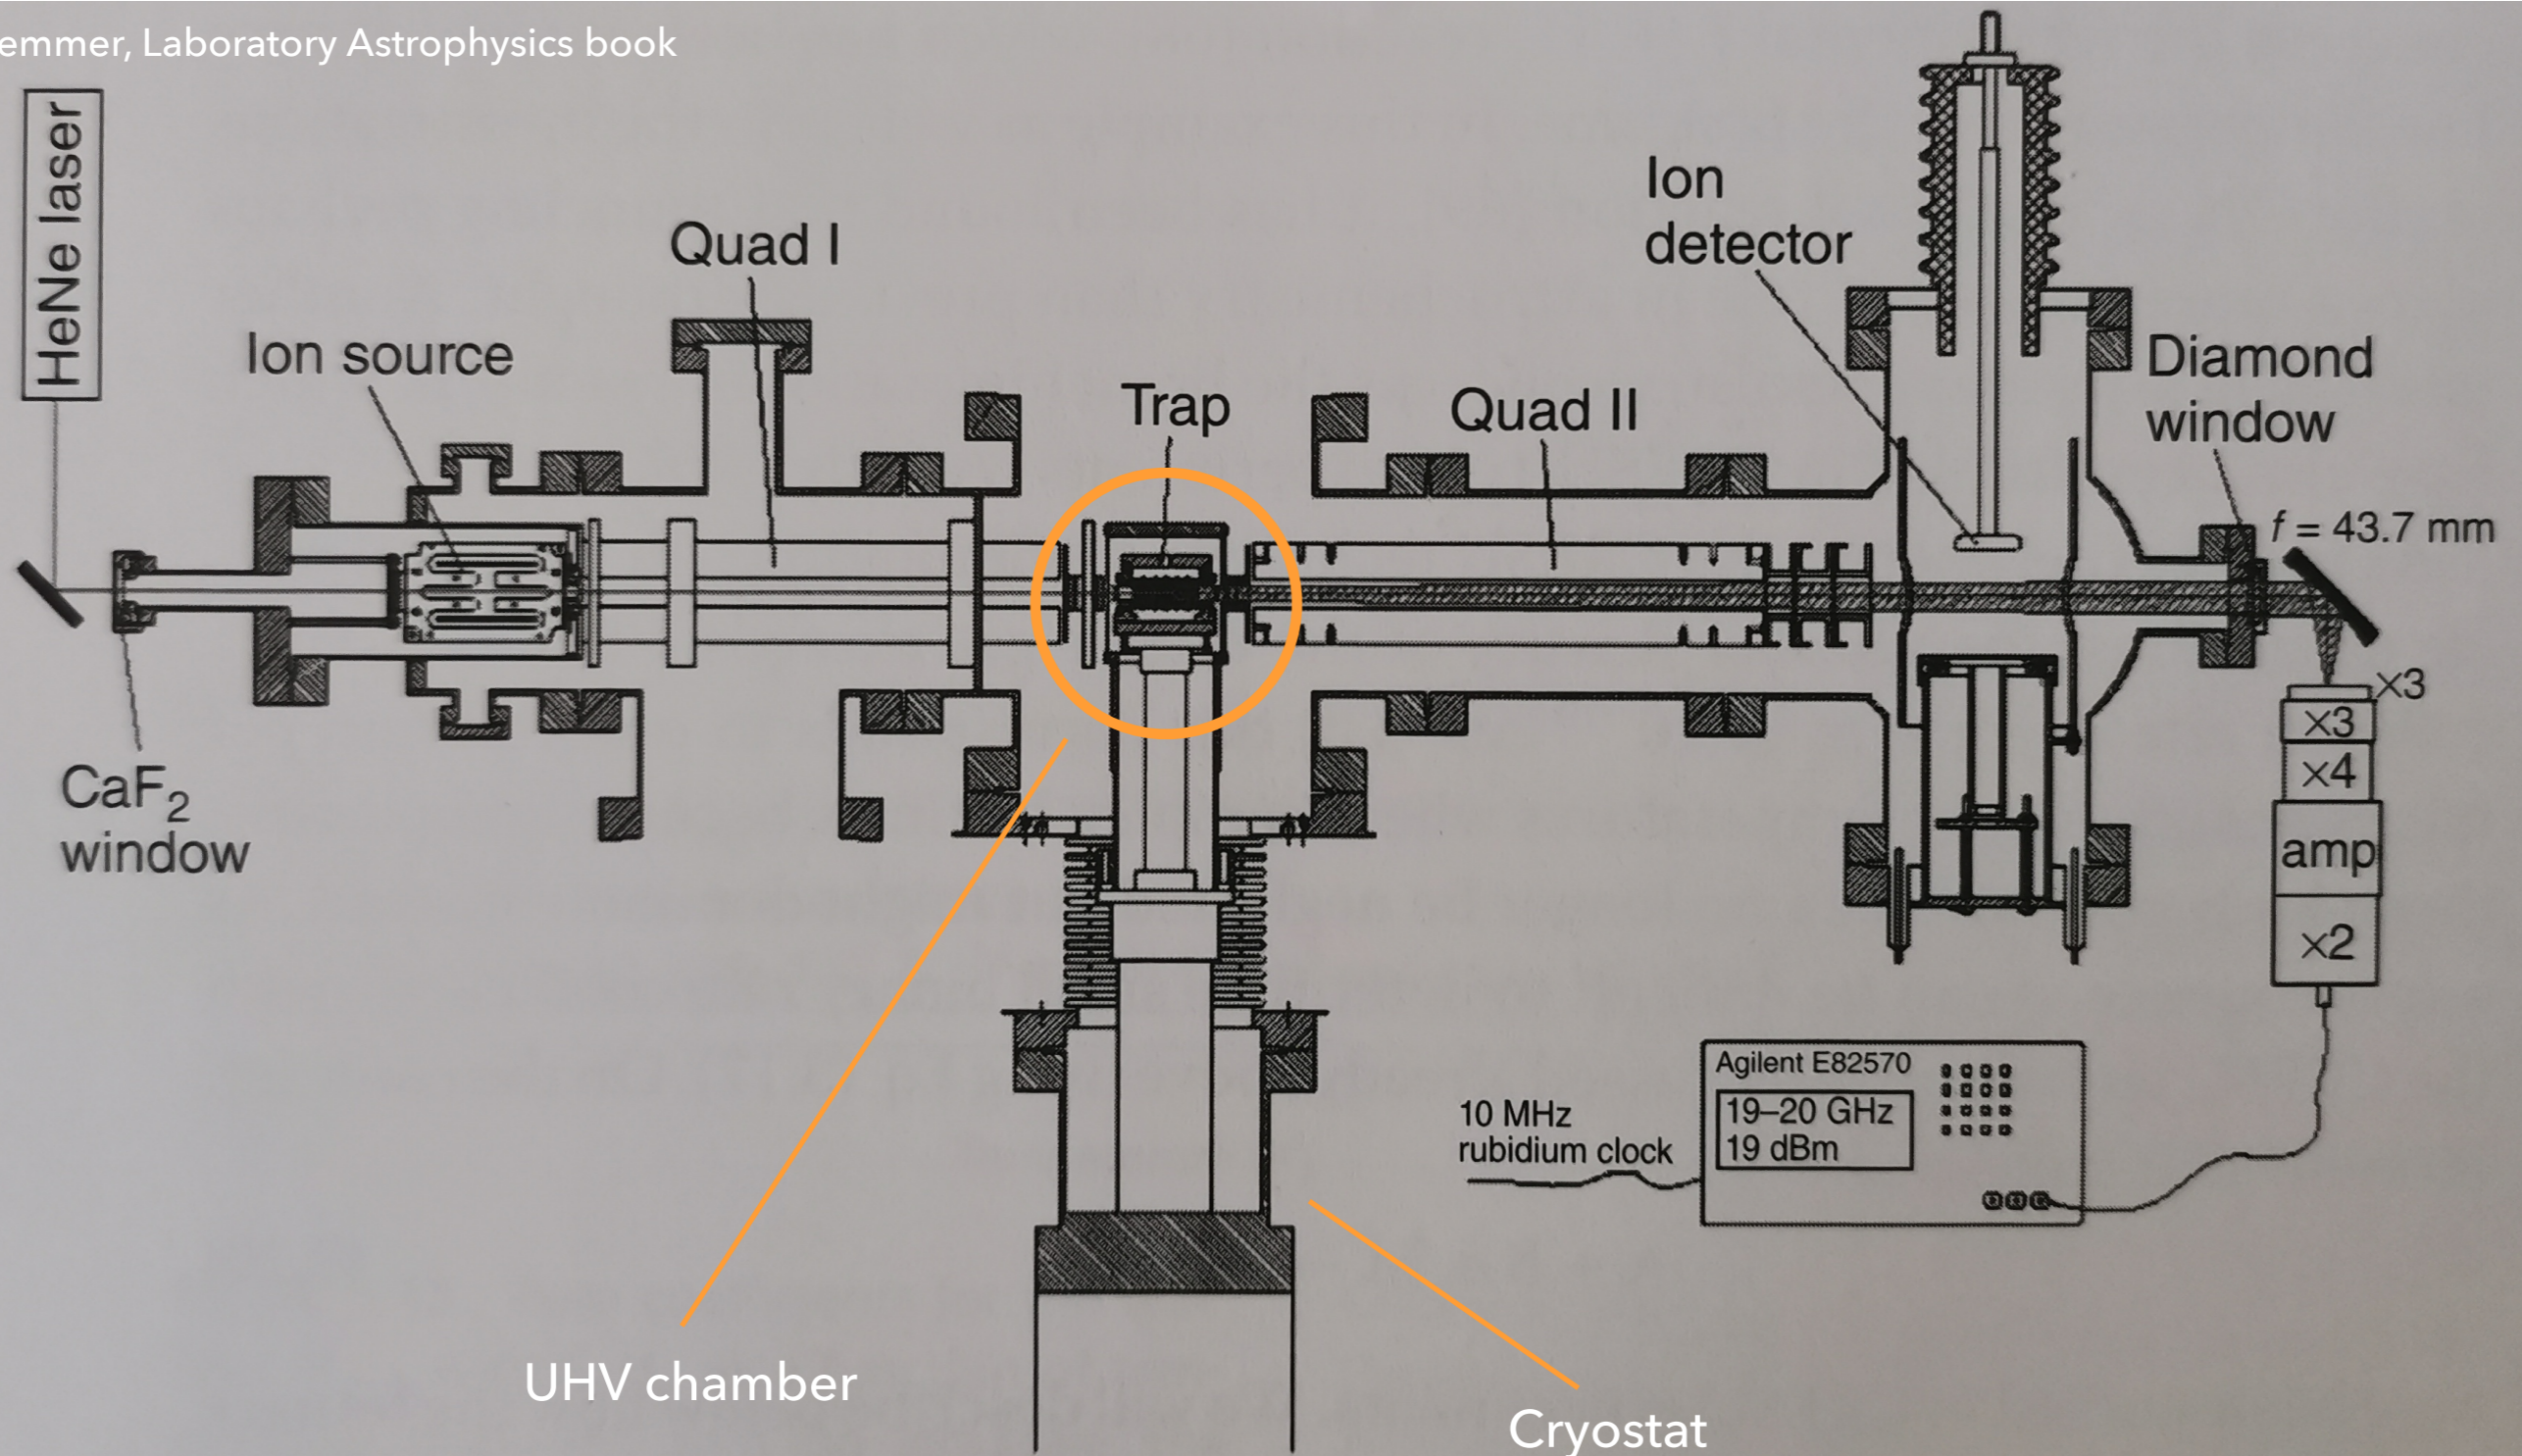 emmer, Laboratory Astrophysics book
HeNe laser
Ion source
Quad I
Trap
Quad II
Ion
detector
Diamond
window
f = 43.7 mm
CaF₂
window
×3
×3
×4
amp
×2
Agilent E82570
19–20 GHz
19 dBm
10 MHz
rubidium clock
UHV chamber
Cryostat